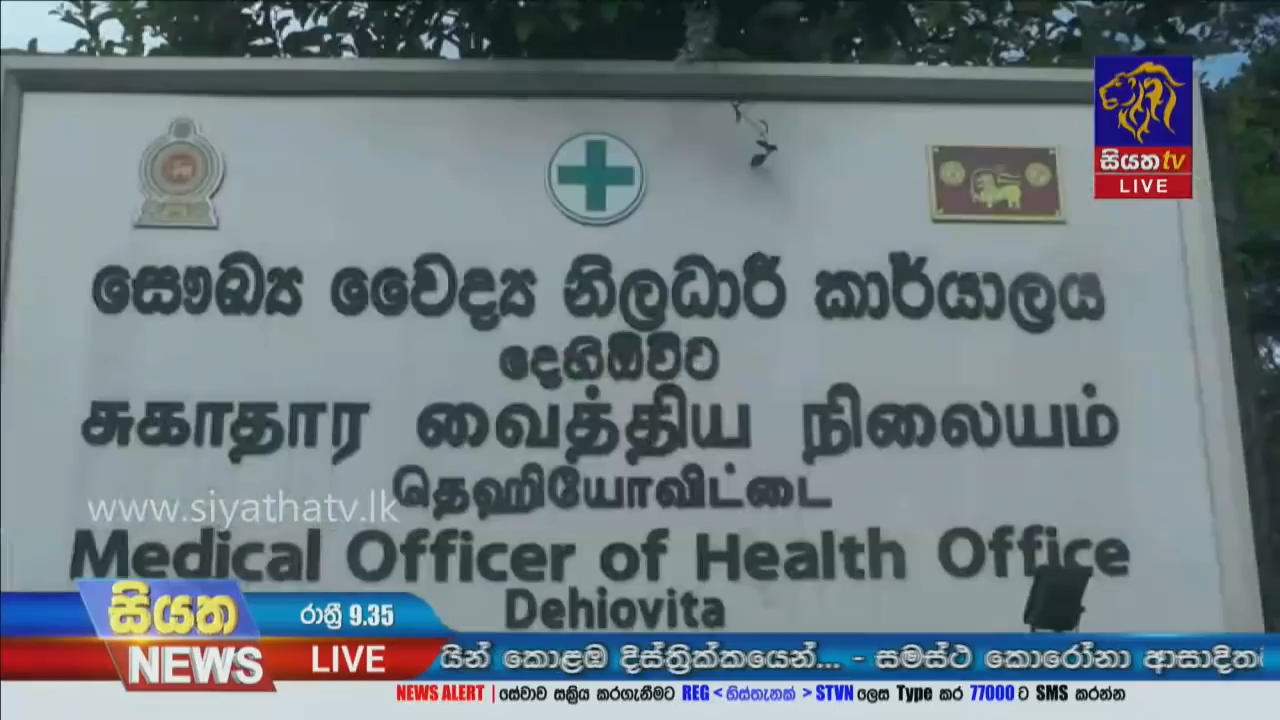 සියත tv
LIVE
සෞඛ්‍ය වෛද්‍ය නිලධාරී කාර්යාලය
දෙහිඕවිට
சுகாதார வைத்திய நிலையம்
தெஹியோவிட்டை
www.siyathatv.lk
Medical Officer of Health Office
Dehiovita
සියත
NEWS
රාත්‍රී 9.35
LIVE
යින් කොළඹ දිස්ත්‍රික්කයෙන්... - සමස්ථ කොරෝනා ආසාදිත
NEWS ALERT | සේවාව සක්‍රිය කරගැනීමට REG < හිස්තැනක් > STVN ලෙස Type කර 77000 ට SMS කරන්න